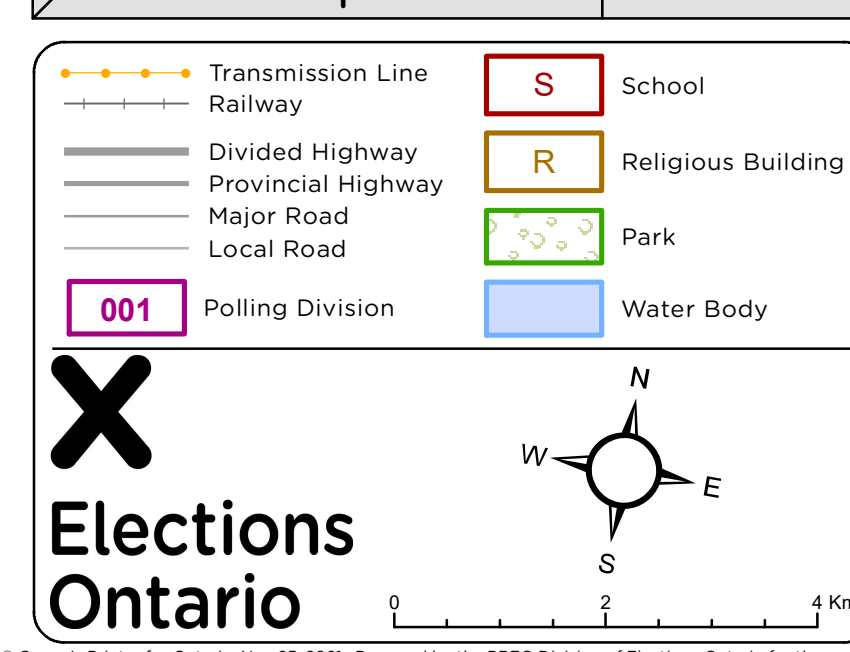 Transmission Line
Railway
Divided Highway
Provincial Highway
Major Road
Local Road
001 Polling Division
S School
R Religious Building
Park
Water Body
N
W
E
S
Elections
Ontario
0 2 4 Km